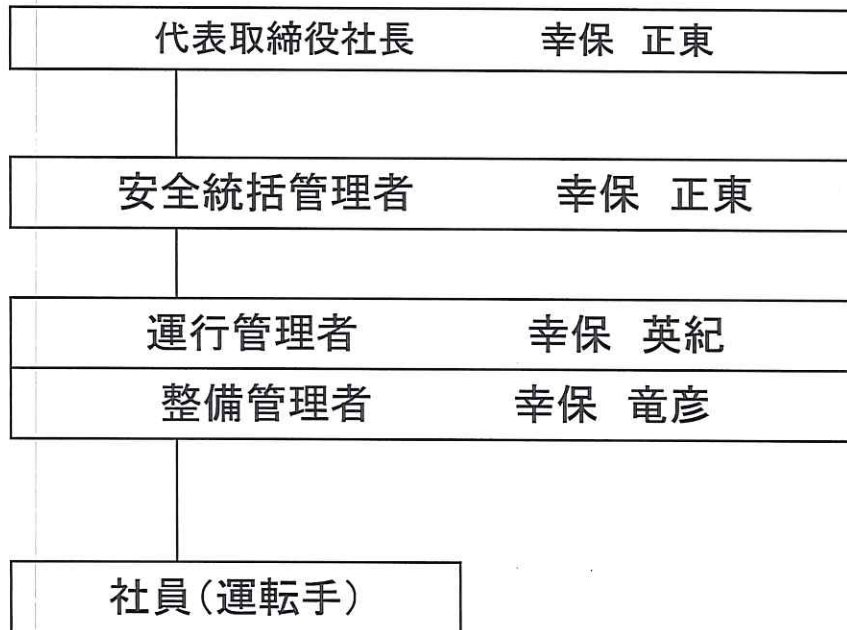 代表取締役社長 幸保 正東
安全統括管理者 幸保 正東
運行管理者 幸保 英紀
整備管理者 幸保 竜彦
社員(運転手)